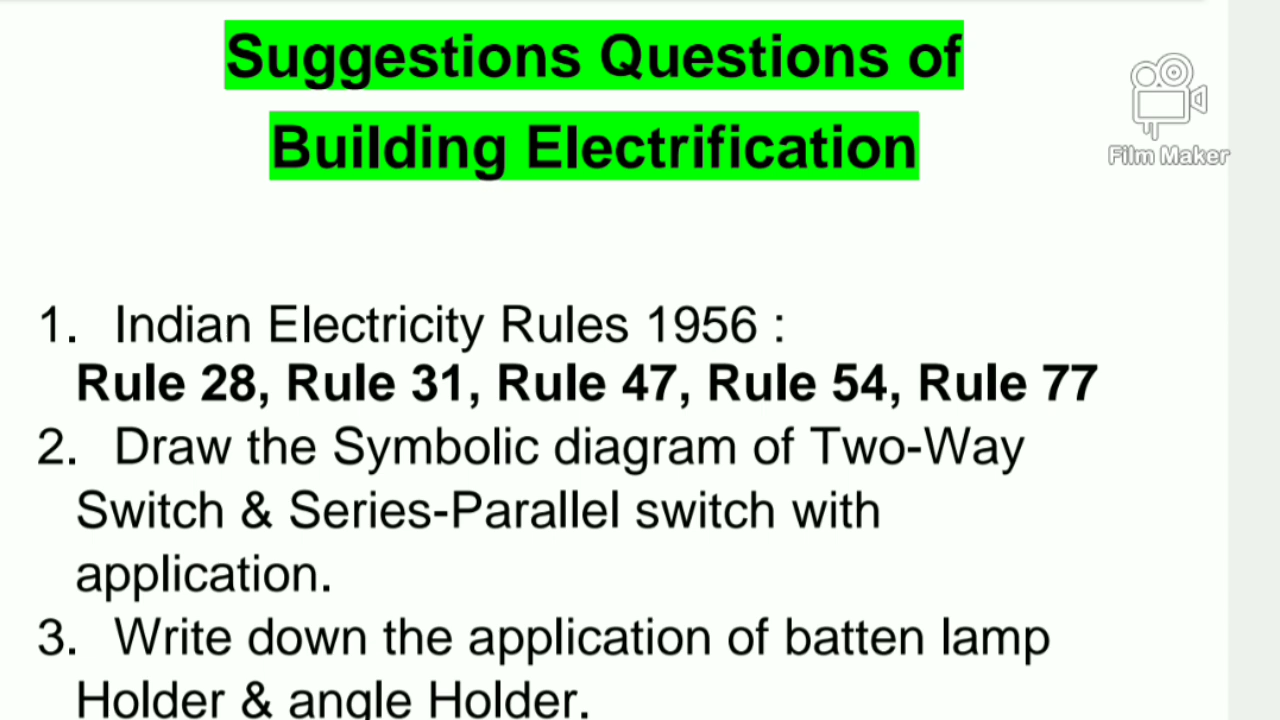 Suggestions Questions of
Building Electrification
Film Maker
1. Indian Electricity Rules 1956 :
Rule 28, Rule 31, Rule 47, Rule 54, Rule 77
2. Draw the Symbolic diagram of Two-Way
Switch & Series-Parallel switch with
application.
3. Write down the application of batten lamp
Holder & angle Holder.